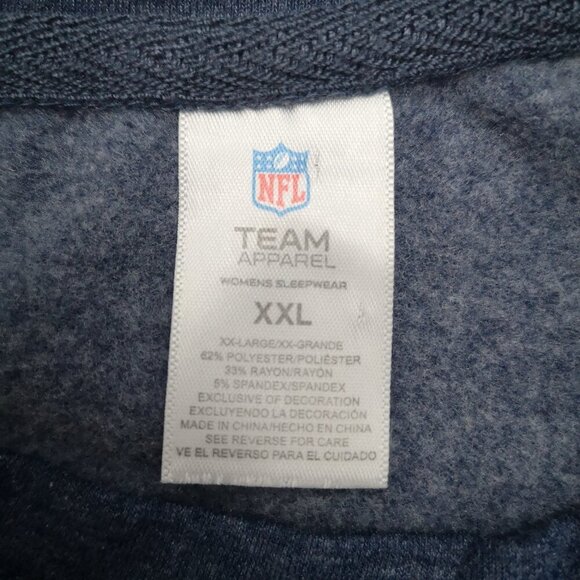 NFL
TEAM
APPAREL
WOMENS SLEEPWEAR
XXL
XX-LARGE/XX-GRANDE
62% POLYESTER/POLIÉSTER
33% RAYON/RAYÓN
5% SPANDEX/SPANDEX
EXCLUSIVE OF DECORATION
EXCLUYENDO LA DECORACIÓN
MADE IN CHINA/HECHO EN CHINA
SEE REVERSE FOR CARE
VE EL REVERSO PARA EL CUIDADO